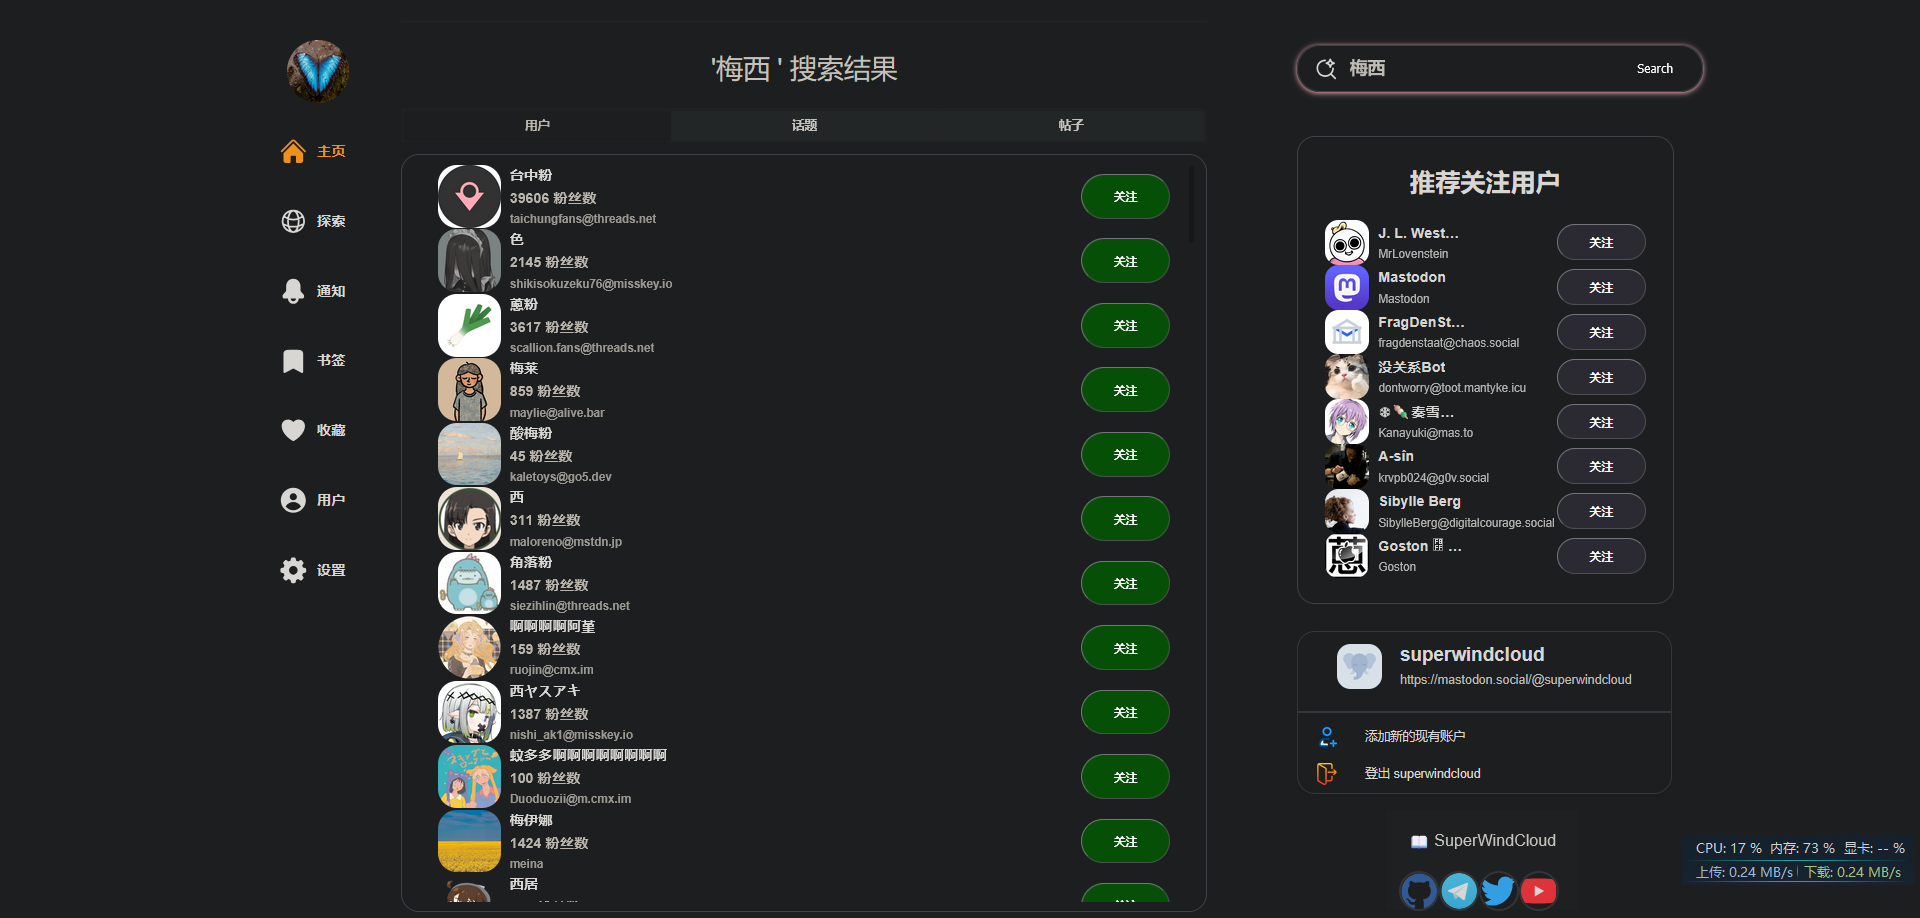 '梅西 ' 搜索结果
梅西
Search
主页
探索
通知
书签
收藏
用户
设置
用户
话题
帖子
台中粉
39606 粉丝数
taichungfans@threads.net
关注
色
2145 粉丝数
shikisokuzeku76@misskey.io
关注
蔥粉
3617 粉丝数
scallion.fans@threads.net
关注
梅莱
859 粉丝数
maylie@alive.bar
关注
酸梅粉
45 粉丝数
kaletoys@go5.dev
关注
西
311 粉丝数
maloreno@mstdn.jp
关注
角落粉
1487 粉丝数
siezihlin@threads.net
关注
啊啊啊啊阿堇
159 粉丝数
ruojin@cmx.im
关注
西ヤスアキ
1387 粉丝数
nishi_ak1@misskey.io
关注
蚊多多啊啊啊啊啊啊啊啊
100 粉丝数
Duoduozii@m.cmx.im
关注
梅伊娜
1424 粉丝数
meina
关注
西居
推荐关注用户
J. L. West...
MrLovenstein
关注
Mastodon
Mastodon
关注
FragDenSt...
fragdenstaat@chaos.social
关注
没关系Bot
dontworry@toot.mantyke.icu
关注
奏雪...
Kanayuki@mas.to
关注
A-sîn
krvpb024@g0v.social
关注
Sibylle Berg
SibylleBerg@digitalcourage.social
关注
Goston ...
Goston
关注
superwindcloud
https://mastodon.social/@superwindcloud
添加新的现有账户
登出 superwindcloud
SuperWindCloud
CPU: 17 % 内存: 73 % 显卡: -- %
上传: 0.24 MB/s 下载: 0.24 MB/s